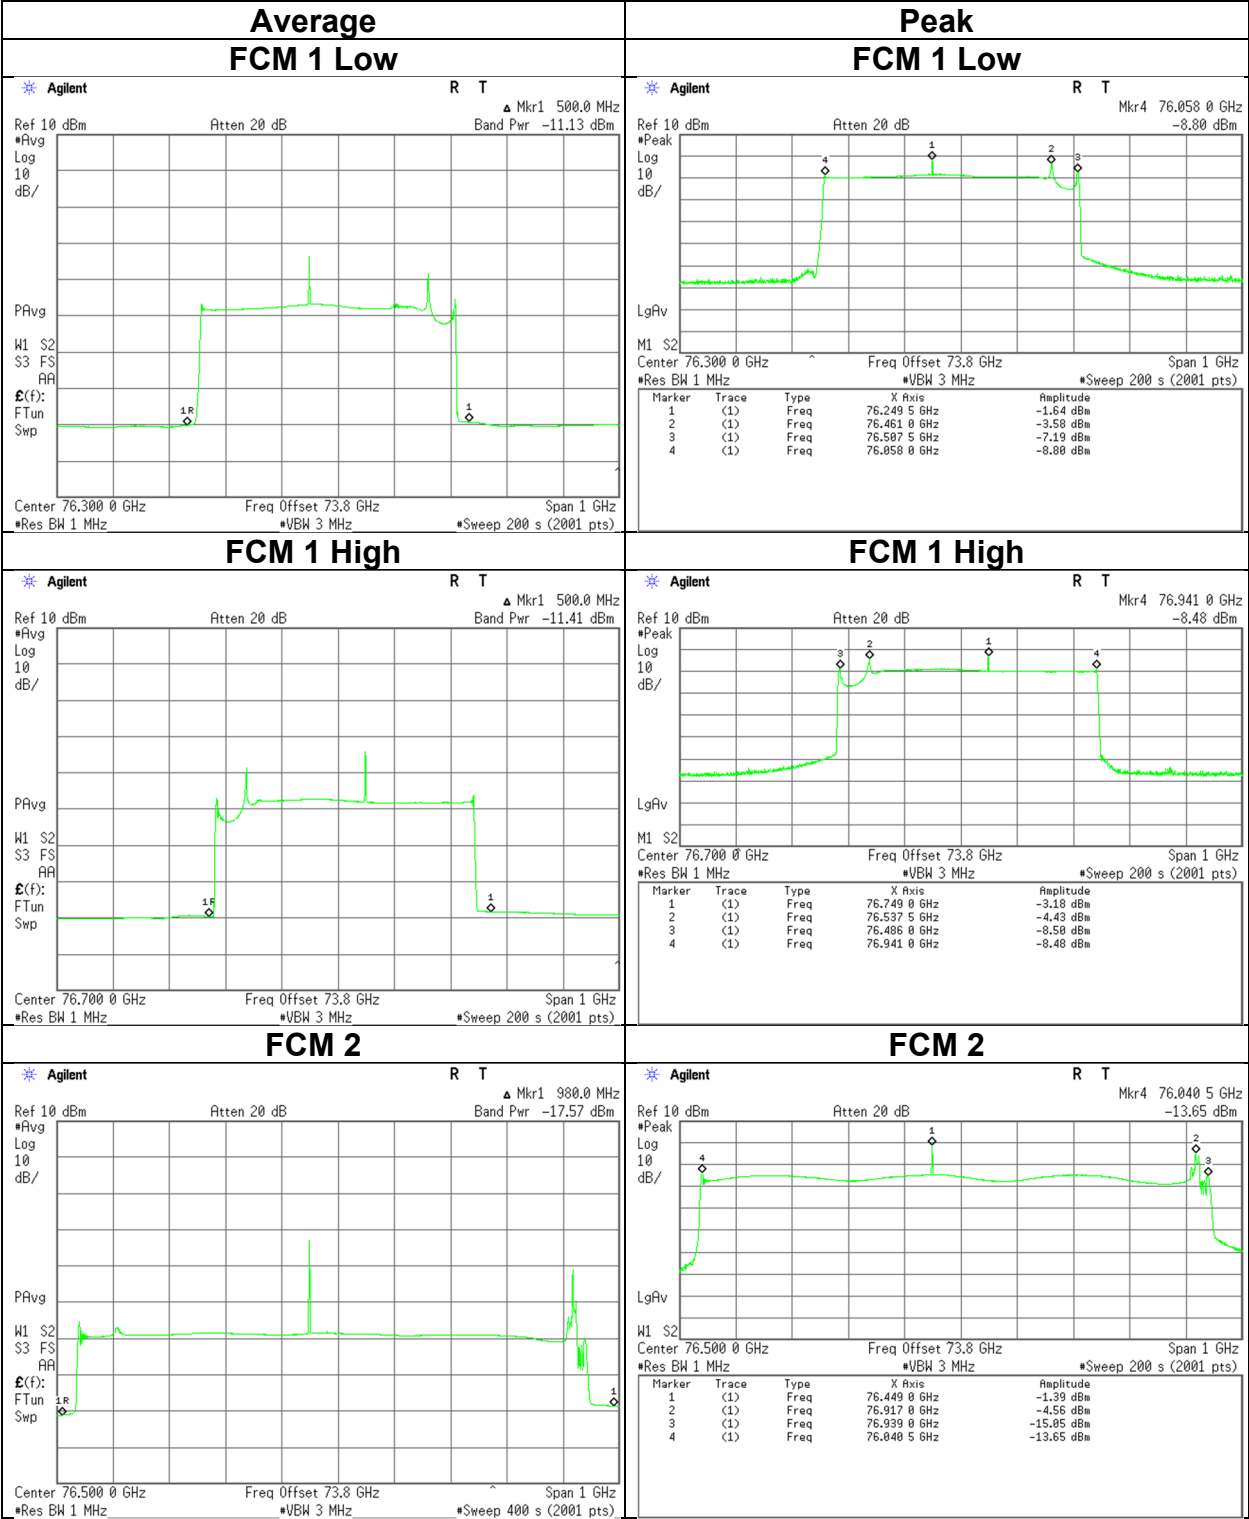 Average Peak
FCM 1 Low FCM 1 Low
Agilent R T
Δ Mkr1 500.0 MHz
Ref 10 dBm Atten 20 dB Band Pwr -11.13 dBm
#Avg
Log
10
dB/
PAvg
W1 S2
S3 FS
AA
£(f):
FTun
Swp
1R
1
Center 76.300 0 GHz Freq Offset 73.8 GHz Span 1 GHz
#Res BW 1 MHz #VBW 3 MHz #Sweep 200 s (2001 pts)
Agilent R T
Mkr4 76.058 0 GHz
Ref 10 dBm Atten 20 dB -8.80 dBm
#Peak
Log
10
dB/
4 1 2 3
LgAv
M1 S2
Center 76.300 0 GHz Freq Offset 73.8 GHz Span 1 GHz
#Res BW 1 MHz #VBW 3 MHz #Sweep 200 s (2001 pts)
Marker Trace Type X Axis Amplitude
1 (1) Freq 76.249 5 GHz -1.64 dBm
2 (1) Freq 76.461 0 GHz -3.58 dBm
3 (1) Freq 76.507 5 GHz -7.19 dBm
4 (1) Freq 76.058 0 GHz -8.80 dBm
FCM 1 High FCM 1 High
Agilent R T
Δ Mkr1 500.0 MHz
Ref 10 dBm Atten 20 dB Band Pwr -11.41 dBm
#Avg
Log
10
dB/
PAvg
W1 S2
S3 FS
AA
£(f):
FTun
Swp
1R
1
Center 76.700 0 GHz Freq Offset 73.8 GHz Span 1 GHz
#Res BW 1 MHz #VBW 3 MHz #Sweep 200 s (2001 pts)
Agilent R T
Mkr4 76.941 0 GHz
Ref 10 dBm Atten 20 dB -8.48 dBm
#Peak
Log
10
dB/
3 2 1 4
LgAv
M1 S2
Center 76.700 0 GHz Freq Offset 73.8 GHz Span 1 GHz
#Res BW 1 MHz #VBW 3 MHz #Sweep 200 s (2001 pts)
Marker Trace Type X Axis Amplitude
1 (1) Freq 76.749 0 GHz -3.18 dBm
2 (1) Freq 76.537 5 GHz -4.43 dBm
3 (1) Freq 76.486 0 GHz -8.50 dBm
4 (1) Freq 76.941 0 GHz -8.48 dBm
FCM 2 FCM 2
Agilent R T
Δ Mkr1 980.0 MHz
Ref 10 dBm Atten 20 dB Band Pwr -17.57 dBm
#Avg
Log
10
dB/
PAvg
W1 S2
S3 FS
AA
£(f):
FTun
Swp
1R
1
Center 76.500 0 GHz Freq Offset 73.8 GHz Span 1 GHz
#Res BW 1 MHz #VBW 3 MHz #Sweep 400 s (2001 pts)
Agilent R T
Mkr4 76.040 5 GHz
Ref 10 dBm Atten 20 dB -13.65 dBm
#Peak
Log
10
dB/
4 1 2 3
LgAv
W1 S2
Center 76.500 0 GHz Freq Offset 73.8 GHz Span 1 GHz
#Res BW 1 MHz #VBW 3 MHz #Sweep 200 s (2001 pts)
Marker Trace Type X Axis Amplitude
1 (1) Freq 76.449 0 GHz -1.39 dBm
2 (1) Freq 76.917 0 GHz -4.56 dBm
3 (1) Freq 76.939 0 GHz -15.05 dBm
4 (1) Freq 76.040 5 GHz -13.65 dBm